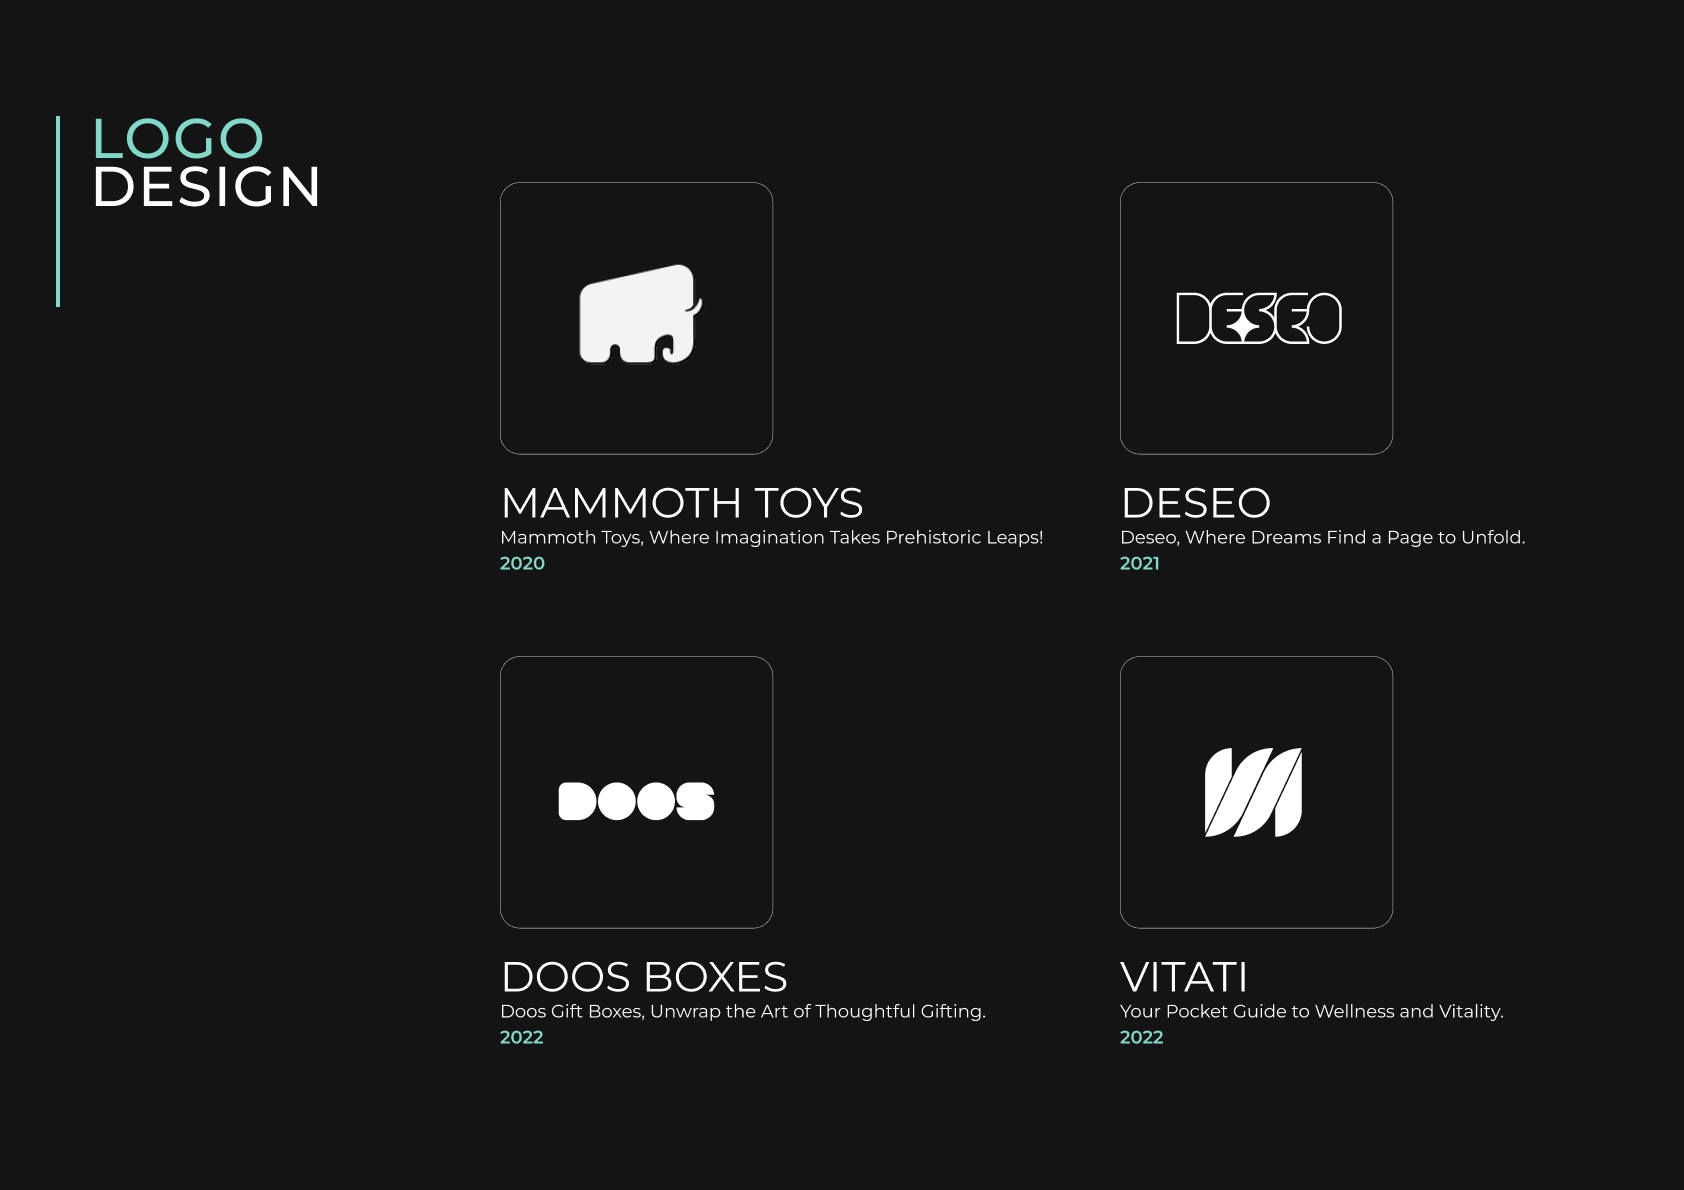 LOGO
DESIGN
MAMMOTH TOYS
Mammoth Toys, Where Imagination Takes Prehistoric Leaps!
2020
DESEO
DESEO
Deseo, Where Dreams Find a Page to Unfold.
2021
DOOS
DOOS BOXES
Doos Gift Boxes, Unwrap the Art of Thoughtful Gifting.
2022
VITATI
Your Pocket Guide to Wellness and Vitality.
2022